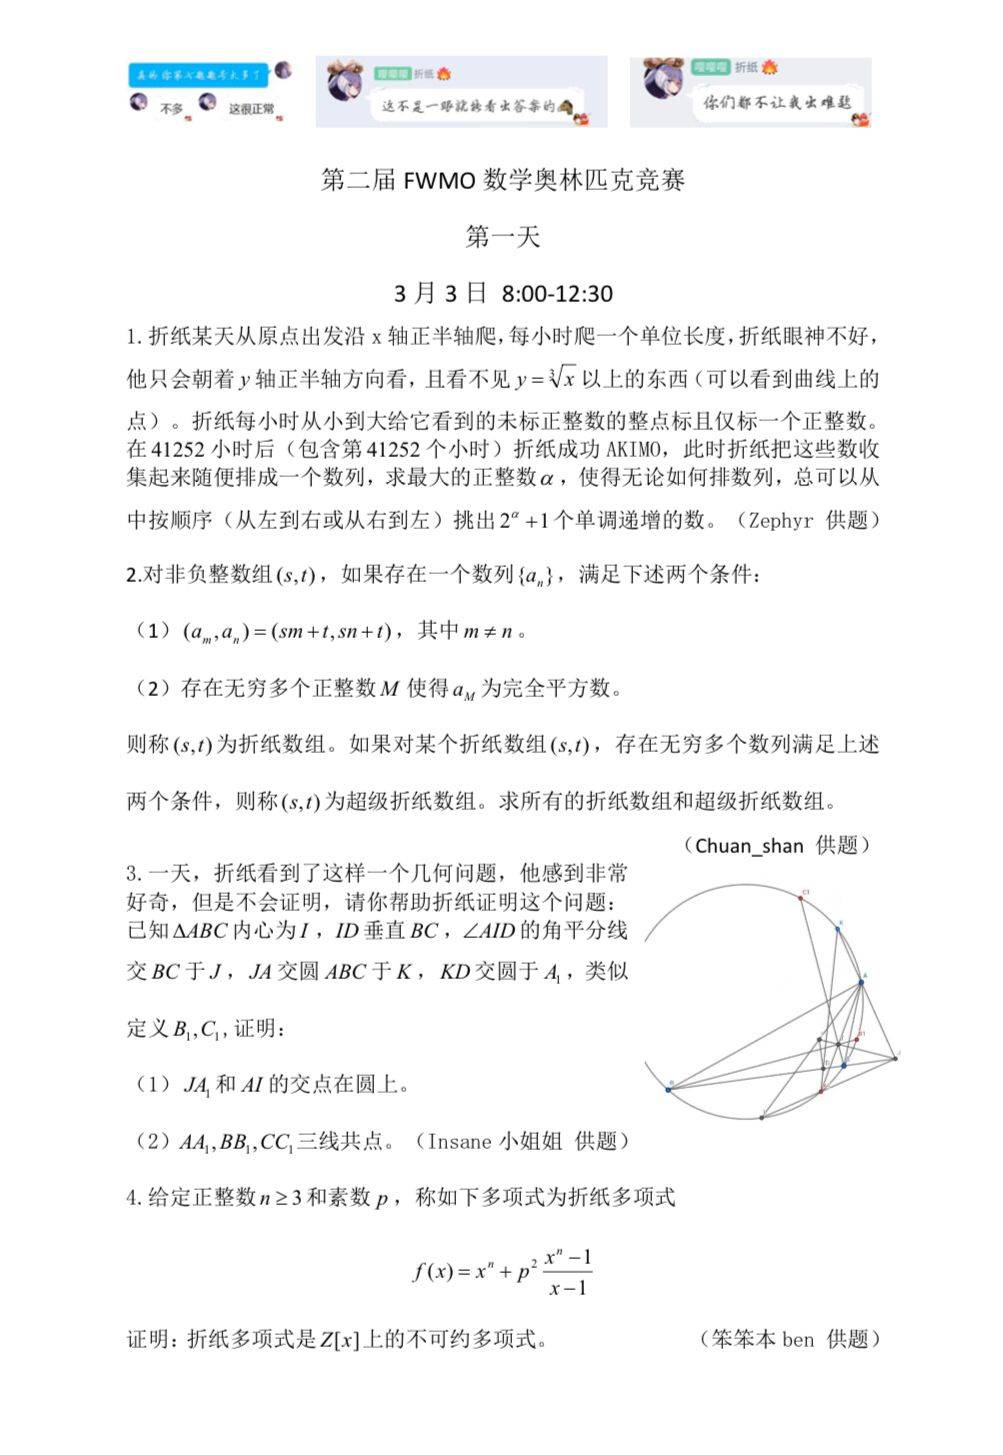 真的你第六题题号太多了
不多
这很正常
嘤嘤嘤 折纸
这不是一眼就能看出答案的
嘤嘤嘤 折纸
你们都不让我出难题
第二届 FWMO 数学奥林匹克竞赛
第一天
3 月 3 日 8:00-12:30
1. 折纸某天从原点出发沿 x 轴正半轴爬，每小时爬一个单位长度，折纸眼神不好，
他只会朝着 y 轴正半轴方向看，且看不见 $y=\sqrt[3]{x}$ 以上的东西（可以看到曲线上的
点）。折纸每小时从小到大给它看到的未标正整数的整点标且仅标一个正整数。
在 41252 小时后（包含第 41252 个小时）折纸成功 AKIMO，此时折纸把这些数收
集起来随便排成一个数列，求最大的正整数 α，使得无论如何排数列，总可以从
中按顺序（从左到右或从右到左）挑出 $2^{\alpha}+1$ 个单调递增的数。（Zephyr 供题）
2.对非负整数组 (s,t)，如果存在一个数列 $\{a_n\}$，满足下述两个条件：
（1）$(a_m,a_n)=(sm+t,sn+t)$，其中 m ≠ n 。
（2）存在无穷多个正整数 M 使得 $a_M$ 为完全平方数。
则称 (s,t) 为折纸数组。如果对某个折纸数组 (s,t)，存在无穷多个数列满足上述
两个条件，则称 (s,t) 为超级折纸数组。求所有的折纸数组和超级折纸数组。
（Chuan_shan 供题）
3. 一天，折纸看到了这样一个几何问题，他感到非常
好奇，但是不会证明，请你帮助折纸证明这个问题：
已知 ΔABC 内心为 I ，ID 垂直 BC ，∠AID 的角平分线
交 BC 于 J ，JA 交圆 ABC 于 K ，KD 交圆于 $A_1$，类似
定义 $B_1,C_1$,证明：
（1）$JA_1$ 和 AI 的交点在圆上。
（2）$AA_1,BB_1,CC_1$ 三线共点。（Insane 小姐姐 供题）
C1
K
A
B1
J
4. 给定正整数 n ≥ 3 和素数 p ，称如下多项式为折纸多项式
$f(x)=x^n+p^2\frac{x^n-1}{x-1}$
证明：折纸多项式是 Z[x] 上的不可约多项式。
（笨笨本 ben 供题）